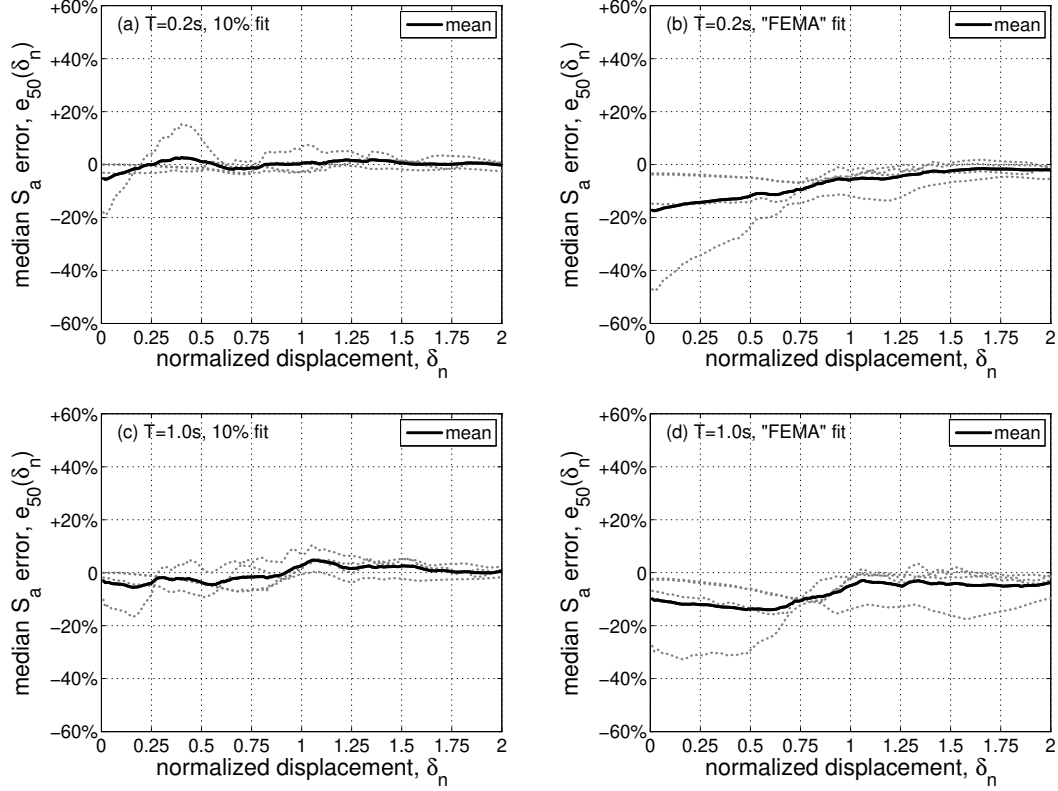 (a) T=0.2s, 10% fit
mean
+60%
+40%
+20%
0
−20%
−40%
−60%
median S_a error, e_50(δ_n)
0 0.25 0.5 0.75 1 1.25 1.5 1.75 2
normalized displacement, δ_n
(b) T=0.2s, "FEMA" fit
mean
+60%
+40%
+20%
0
−20%
−40%
−60%
median S_a error, e_50(δ_n)
0 0.25 0.5 0.75 1 1.25 1.5 1.75 2
normalized displacement, δ_n
(c) T=1.0s, 10% fit
mean
+60%
+40%
+20%
0
−20%
−40%
−60%
median S_a error, e_50(δ_n)
0 0.25 0.5 0.75 1 1.25 1.5 1.75 2
normalized displacement, δ_n
(d) T=1.0s, "FEMA" fit
mean
+60%
+40%
+20%
0
−20%
−40%
−60%
median S_a error, e_50(δ_n)
0 0.25 0.5 0.75 1 1.25 1.5 1.75 2
normalized displacement, δ_n